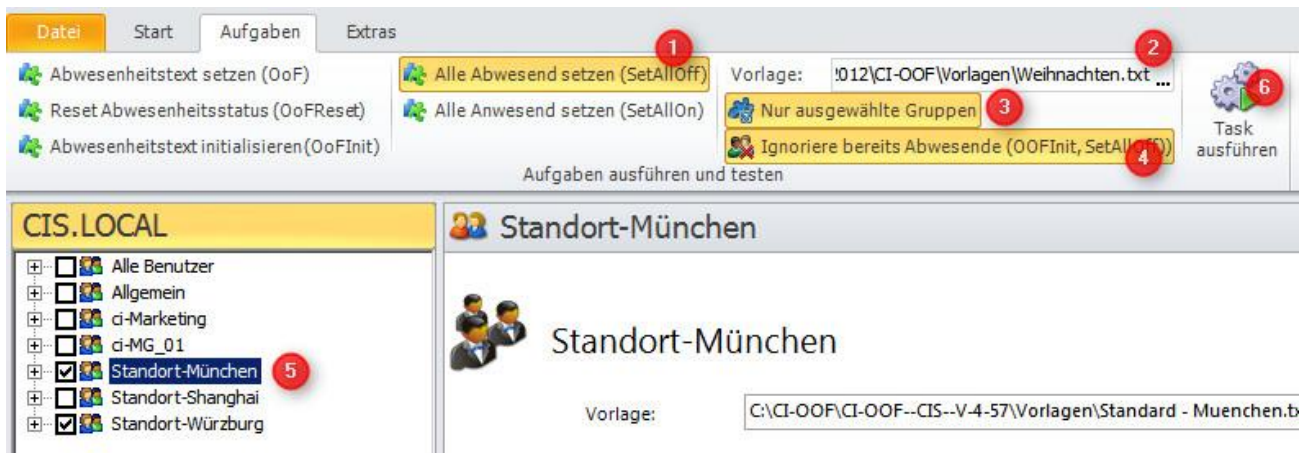 Datei Start Aufgaben Extras
1
2
Abwesenheitstext setzen (OoF) Alle Abwesend setzen (SetAllOff) Vorlage: !012\CI-OOF\Vorlagen\Weihnachten.txt ...
6
Reset Abwesenheitsstatus (OoFReset) Alle Anwesend setzen (SetAllOn) Nur ausgewählte Gruppen 3
Task
Abwesenheitstext initialisieren(OoFInit) Ignoriere bereits Abwesende (OOFInit, SetAllOff)) ausführen
4
Aufgaben ausführen und testen
CIS.LOCAL
Alle Benutzer
Allgemein
ci-Marketing
ci-MG_01
Standort-München 5
Standort-Shanghai
Standort-Würzburg
Standort-München
Standort-München
Vorlage: C:\CI-OOF\CI-OOF--CIS--V-4-57\Vorlagen\Standard - Muenchen.tx